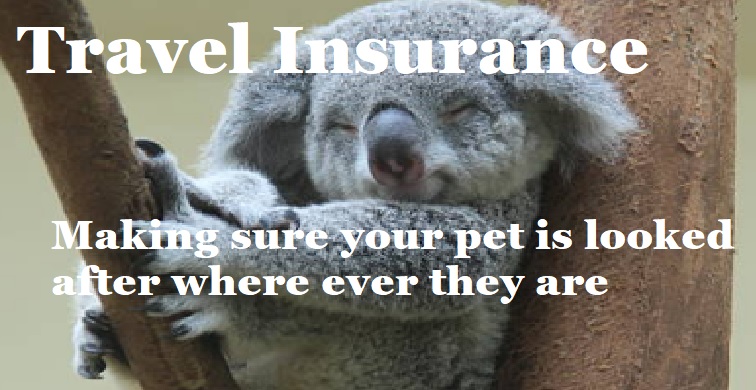 Travel Insurance
Making sure your pet is looked
after where ever they are